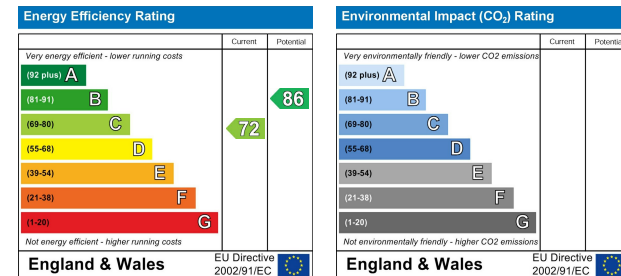 Energy Efficiency Rating
Current Potential
Very energy efficient - lower running costs
(92 plus) A
(81-91) B
(69-80) C
(55-68) D
(39-54) E
(21-38) F
(1-20) G
72
86
Not energy efficient - higher running costs
England & Wales
EU Directive
2002/91/EC
Environmental Impact (CO₂) Rating
Current Potentia
Very environmentally friendly - lower CO2 emissions
(92 plus) A
(81-91) B
(69-80) C
(55-68) D
(39-54) E
(21-38) F
(1-20) G
Not environmentally friendly - higher CO2 emissions
England & Wales
EU Directive
2002/91/EC